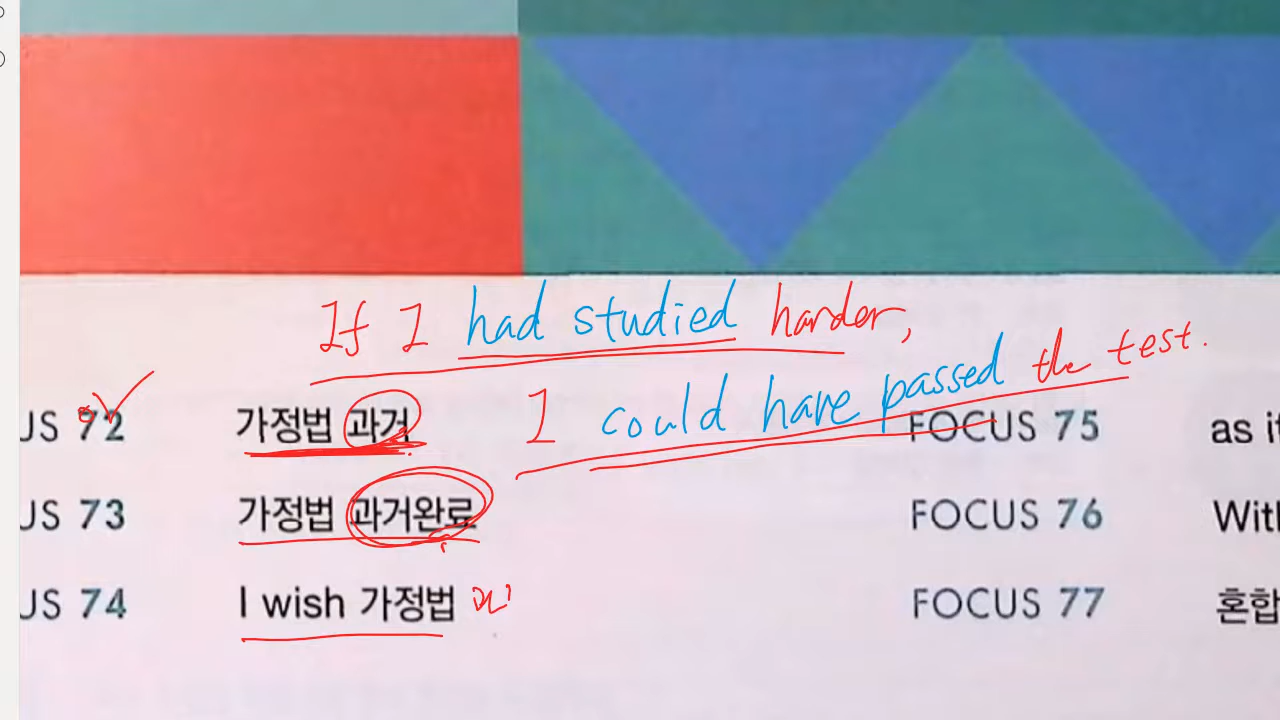 If I had studied harder,
I could have passed the test.
US 72 가정법 과거 FOCUS 75 as if
US 73 가정법 과거완료 FOCUS 76 With
US 74 I wish 가정법 FOCUS 77 혼합